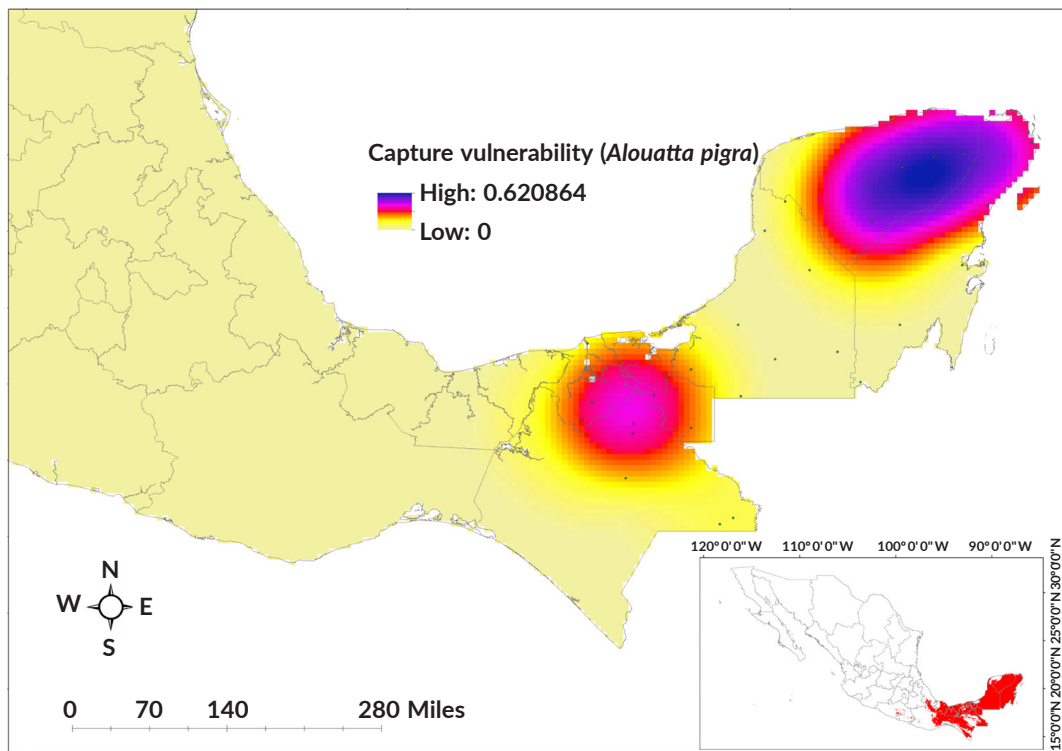 Capture vulnerability (Alouatta pigra)
High: 0.620864
Low: 0
N
W E
S
0 70 140 280 Miles
120°0'0"W 110°0'0"W 100°0'0"W 90°0'0"W
30°0'0"N
25°0'0"N
20°0'0"N
15°0'0"N